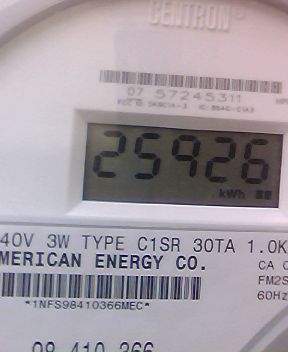 CENTRON®
07 57245311
25926
kWh
40V 3W TYPE C1SR 30TA 1.0K
MERICAN ENERGY CO.
CA 0
FM2S
60Hz
*1NFS98410366MEC*
98 410 366